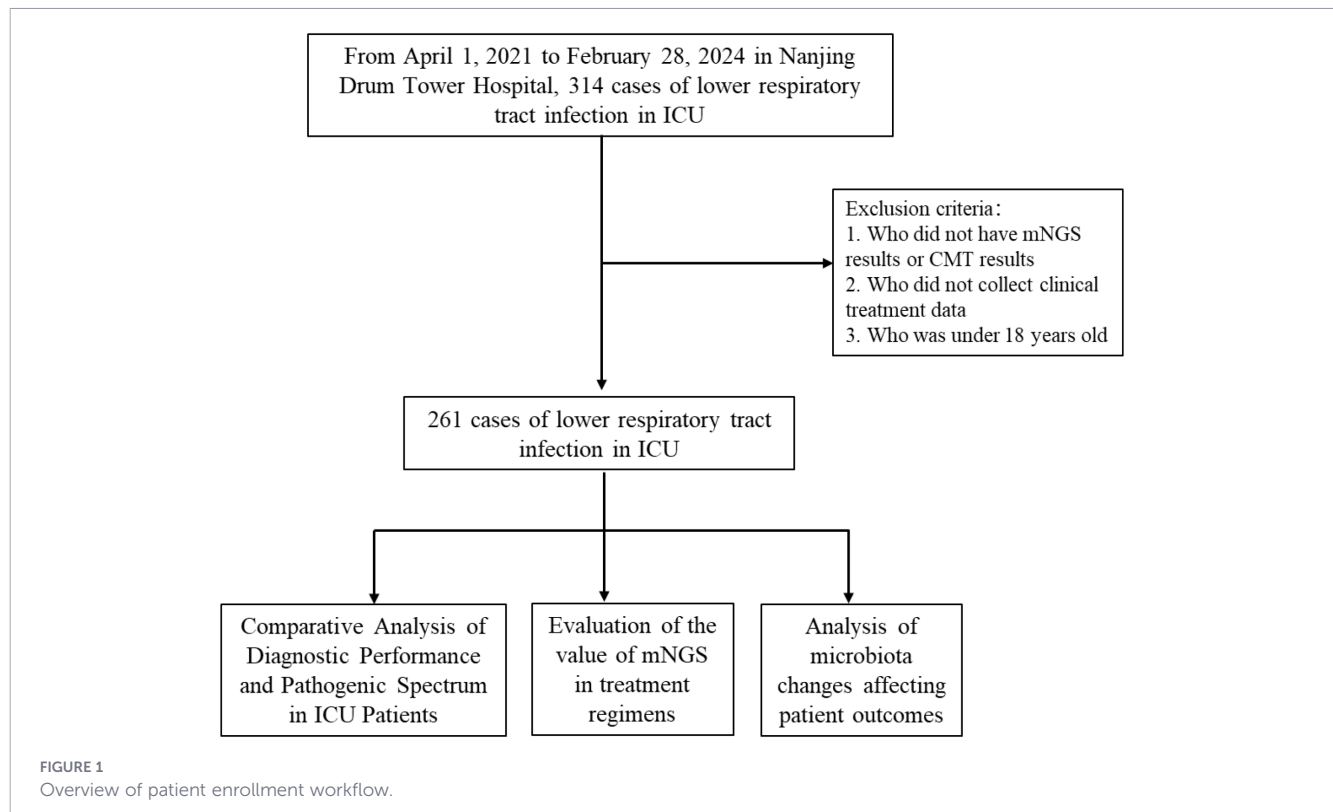 From April 1, 2021 to February 28, 2024 in Nanjing
Drum Tower Hospital, 314 cases of lower respiratory
tract infection in ICU
Exclusion criteria：
1. Who did not have mNGS
results or CMT results
2. Who did not collect clinical
treatment data
3. Who was under 18 years old
261 cases of lower respiratory tract
infection in ICU
Comparative Analysis of
Diagnostic Performance
and Pathogenic Spectrum
in ICU Patients
Evaluation of the
value of mNGS
in treatment
regimens
Analysis of
microbiota
changes affecting
patient outcomes
FIGURE 1
Overview of patient enrollment workflow.